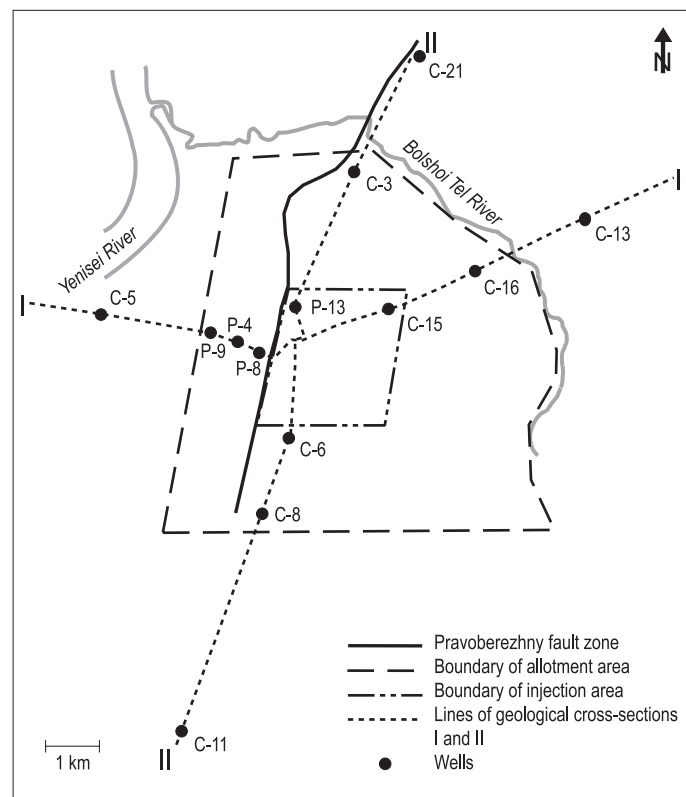 II
N
C-21
Bolshoi Tel River
C-3
I
C-13
Yenisei River
C-16
I
C-5
P-13
P-4
C-15
P-9
P-8
C-6
C-8
Pravoberezhny fault zone
Boundary of allotment area
Boundary of injection area
Lines of geological cross-sections
I and II
Wells
C-11
II
1 km